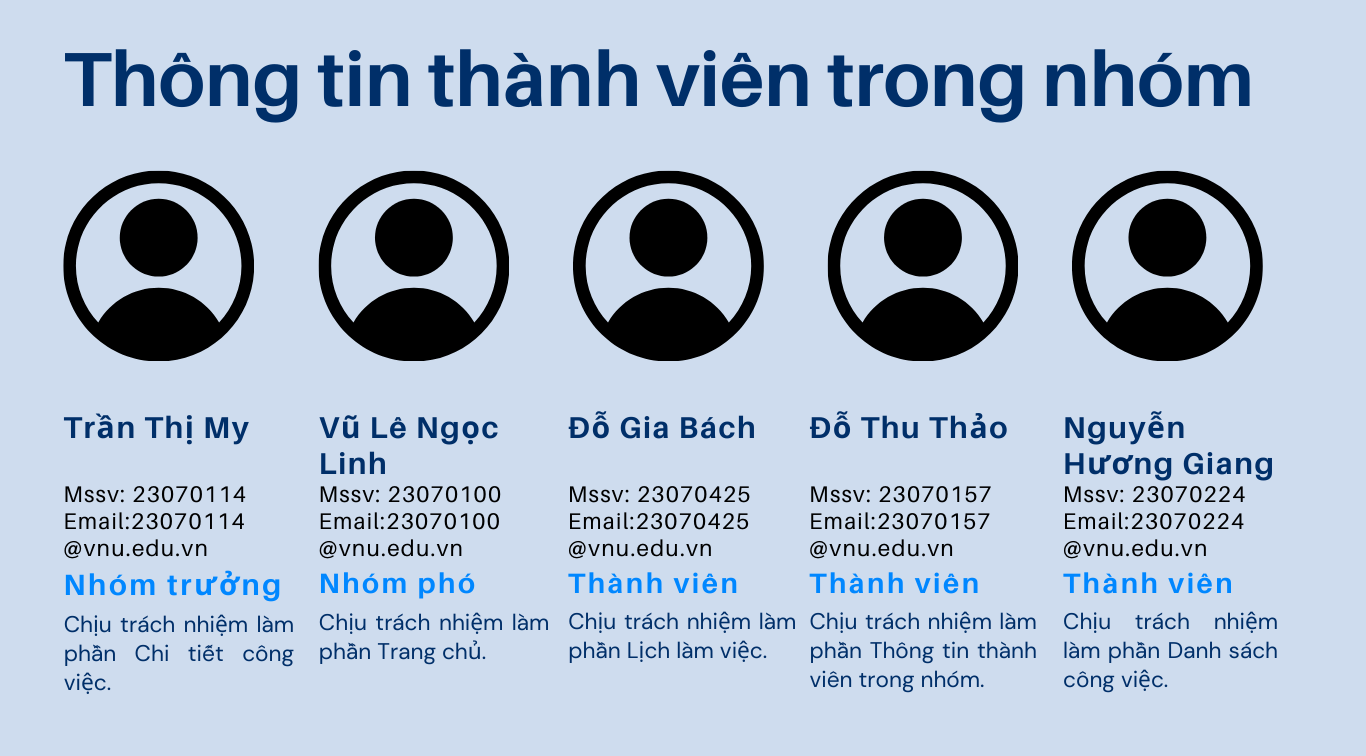 Thông tin thành viên trong nhóm
Trần Thị My
Mssv: 23070114
Email:23070114
@vnu.edu.vn
Nhóm trưởng
Chịu trách nhiệm làm
phần Chi tiết công
việc.
Vũ Lê Ngọc
Linh
Mssv: 23070100
Email:23070100
@vnu.edu.vn
Nhóm phó
Chịu trách nhiệm làm
phần Trang chủ.
Đỗ Gia Bách
Mssv: 23070425
Email:23070425
@vnu.edu.vn
Thành viên
Chịu trách nhiệm làm
phần Lịch làm việc.
Đỗ Thu Thảo
Mssv: 23070157
Email:23070157
@vnu.edu.vn
Thành viên
Chịu trách nhiệm làm
phần Thông tin thành
viên trong nhóm.
Nguyễn
Hương Giang
Mssv: 23070224
Email:23070224
@vnu.edu.vn
Thành viên
Chịu trách nhiệm
làm phần Danh sách
công việc.